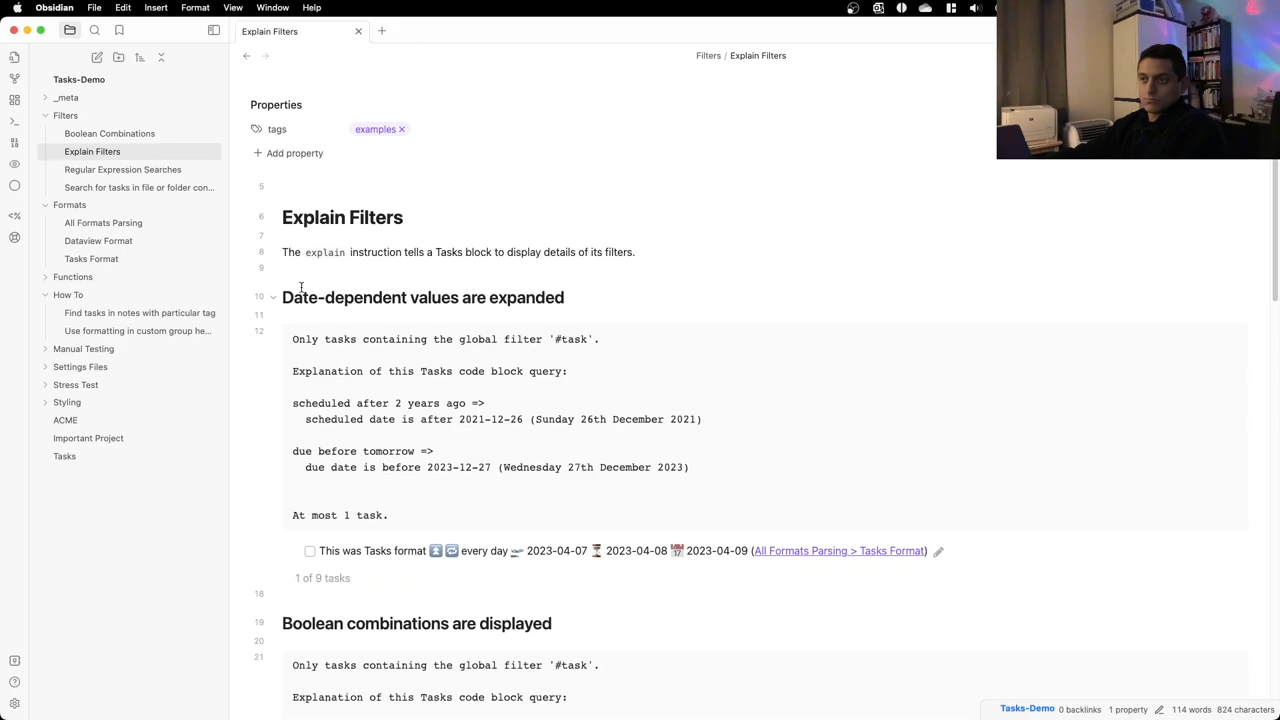 Obsidian File Edit Insert Format View Window Help
Explain Filters
Tasks-Demo
_meta
Filters
Boolean Combinations
Explain Filters
Regular Expression Searches
Search for tasks in file or folder con...
Formats
All Formats Parsing
Dataview Format
Tasks Format
Functions
How To
Find tasks in notes with particular tag
Use formatting in custom group he...
Manual Testing
Settings Files
Stress Test
Styling
ACME
Important Project
Tasks
Filters / Explain Filters
Properties
tags examples
Add property
5
6 Explain Filters
7
8 The explain instruction tells a Tasks block to display details of its filters.
9
10 Date-dependent values are expanded
11
12
Only tasks containing the global filter '#task'.
Explanation of this Tasks code block query:
scheduled after 2 years ago =>
scheduled date is after 2021-12-26 (Sunday 26th December 2021)
due before tomorrow =>
due date is before 2023-12-27 (Wednesday 27th December 2023)
At most 1 task.
This was Tasks format every day 2023-04-07 2023-04-08 2023-04-09 (All Formats Parsing > Tasks Format)
1 of 9 tasks
18
19 Boolean combinations are displayed
20
21
Only tasks containing the global filter '#task'.
Explanation of this Tasks code block query:
Tasks-Demo 0 backlinks 1 property 114 words 824 characters